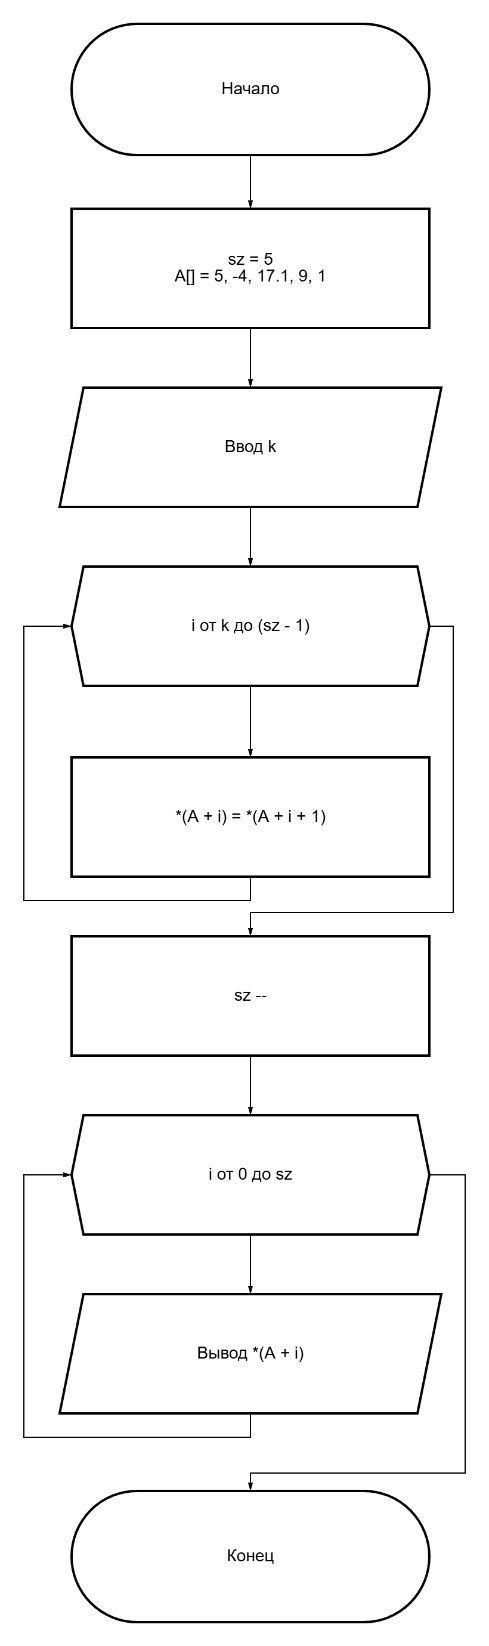 Начало
sz = 5
A[] = 5, -4, 17.1, 9, 1
Ввод k
i от k до (sz - 1)
*(A + i) = *(A + i + 1)
sz --
i от 0 до sz
Вывод *(A + i)
Конец